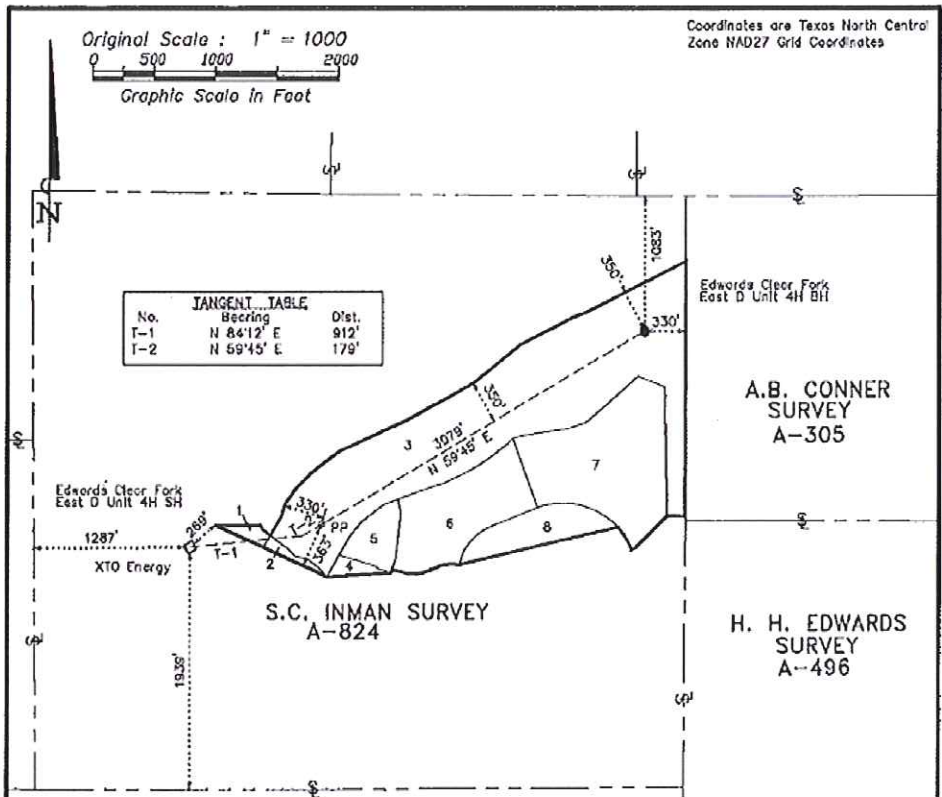 Original Scale : 1" = 1000
0 500 1000 2000
Graphic Scale in Foot
Coordinates are Texas North Central
Zone NAD27 Grid Coordinates
N
TANGENT TABLE
No. Bearing Dist.
T-1 N 84°12' E 912'
T-2 N 59°45' E 179'
1083'
350'
330'
Edwards Clear Fork
East D Unit 4H BH
A.B. CONNER
SURVEY
A-305
350'
3
3079'
N 59°45' E
7
Edwards Clear Fork
East D Unit 4H SH
1287'
269'
XTO Energy
1
T-1
2
330'
T-2
PP
363'
4
5
6
8
S.C. INMAN SURVEY
A-824
1939'
H. H. EDWARDS
SURVEY
A-496